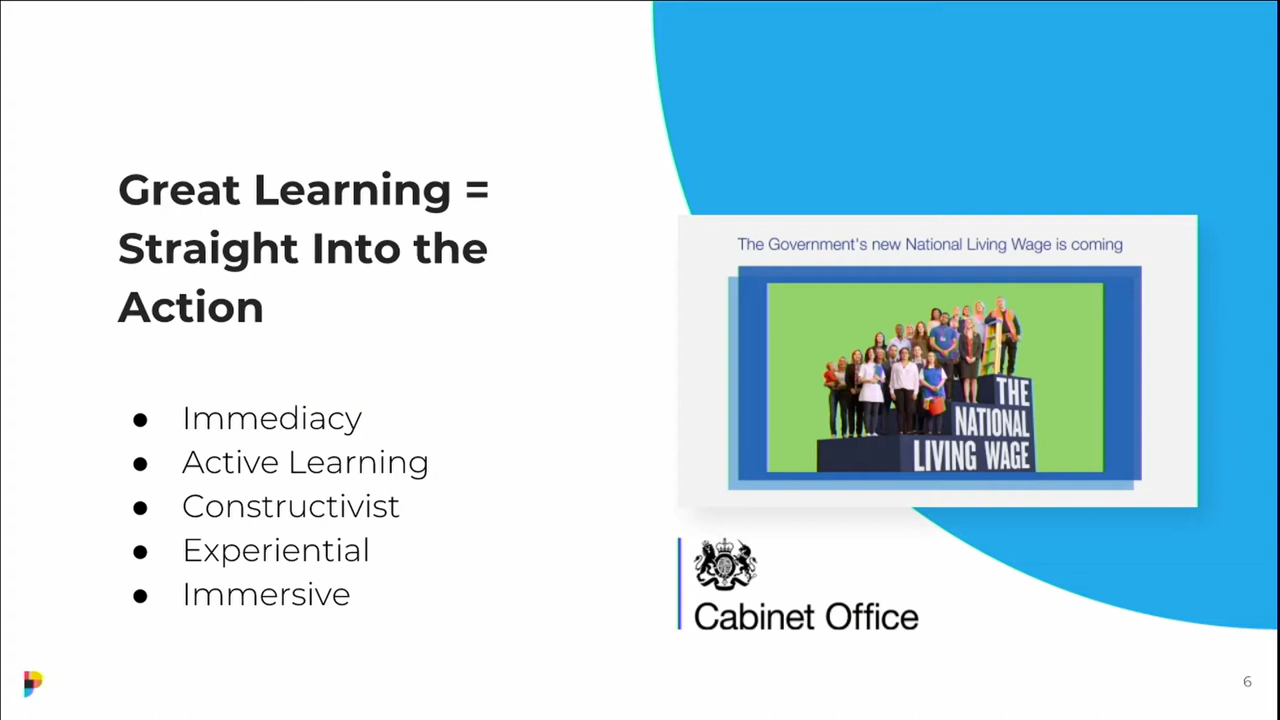 Great Learning =
Straight Into the
Action
● Immediacy
● Active Learning
● Constructivist
● Experiential
● Immersive
The Government's new National Living Wage is coming
THE
NATIONAL
LIVING WAGE
Cabinet Office
6